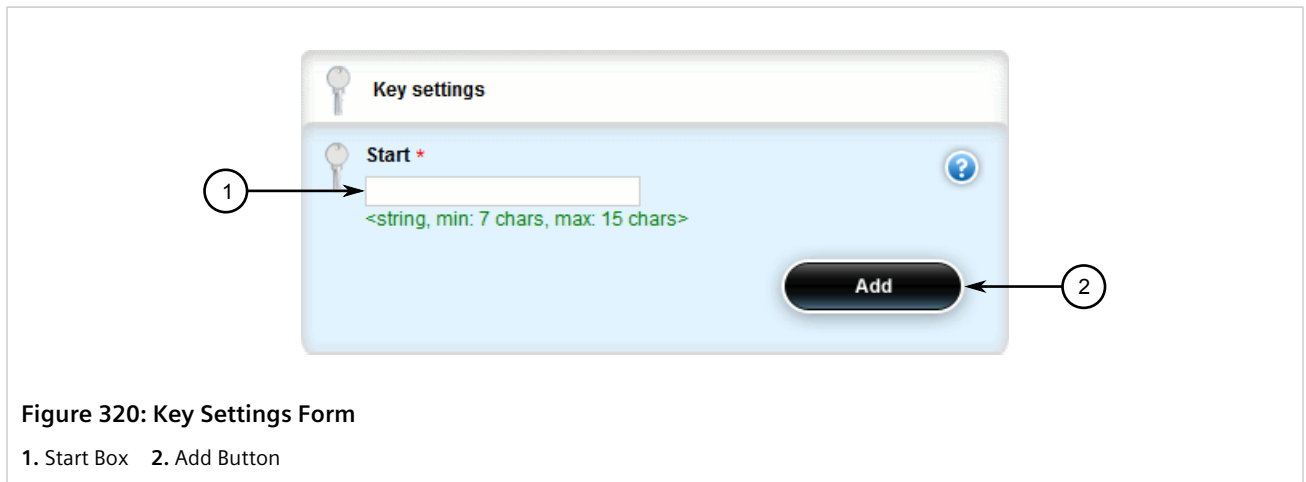 Key settings
Start *
?
1
<string, min: 7 chars, max: 15 chars>
Add
2
Figure 320: Key Settings Form
1. Start Box 2. Add Button